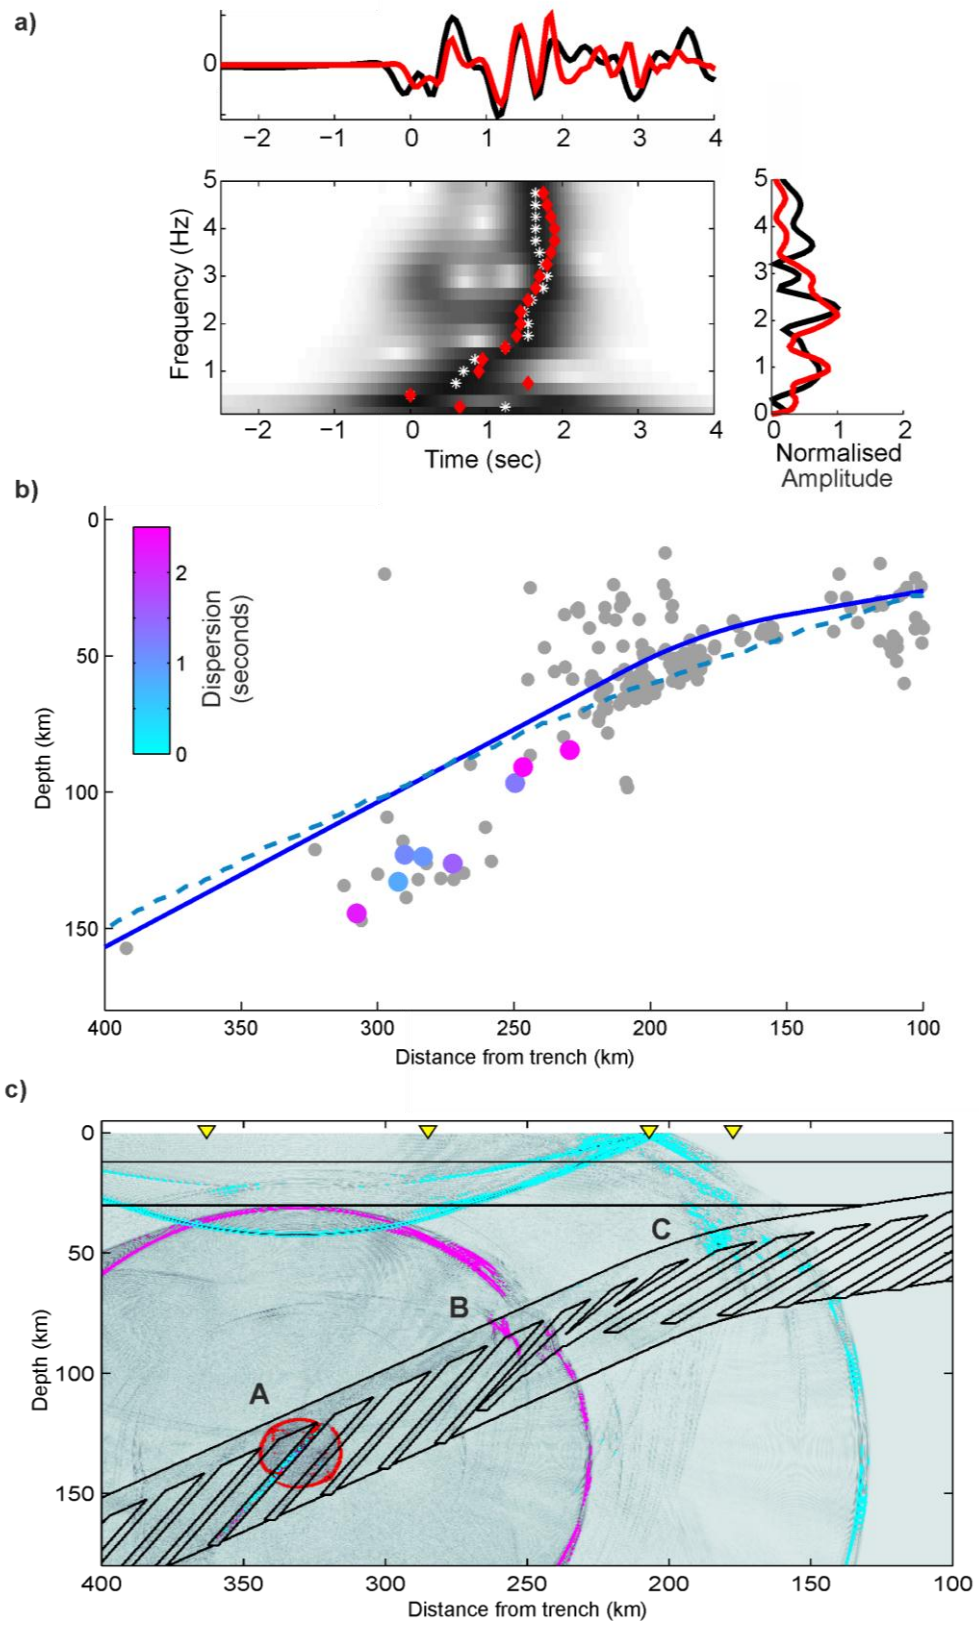 a)
0
−2 −1 0 1 2 3 4
5
4
3
2
1
Frequency (Hz)
−2 −1 0 1 2 3 4
Time (sec)
5
4
3
2
1
0
0 1 2
Normalised
Amplitude
b)
0
50
100
150
Depth (km)
2
1
0
Dispersion
(seconds)
400 350 300 250 200 150 100
Distance from trench (km)
c)
0
50
100
150
Depth (km)
A
B
C
400 350 300 250 200 150 100
Distance from trench (km)